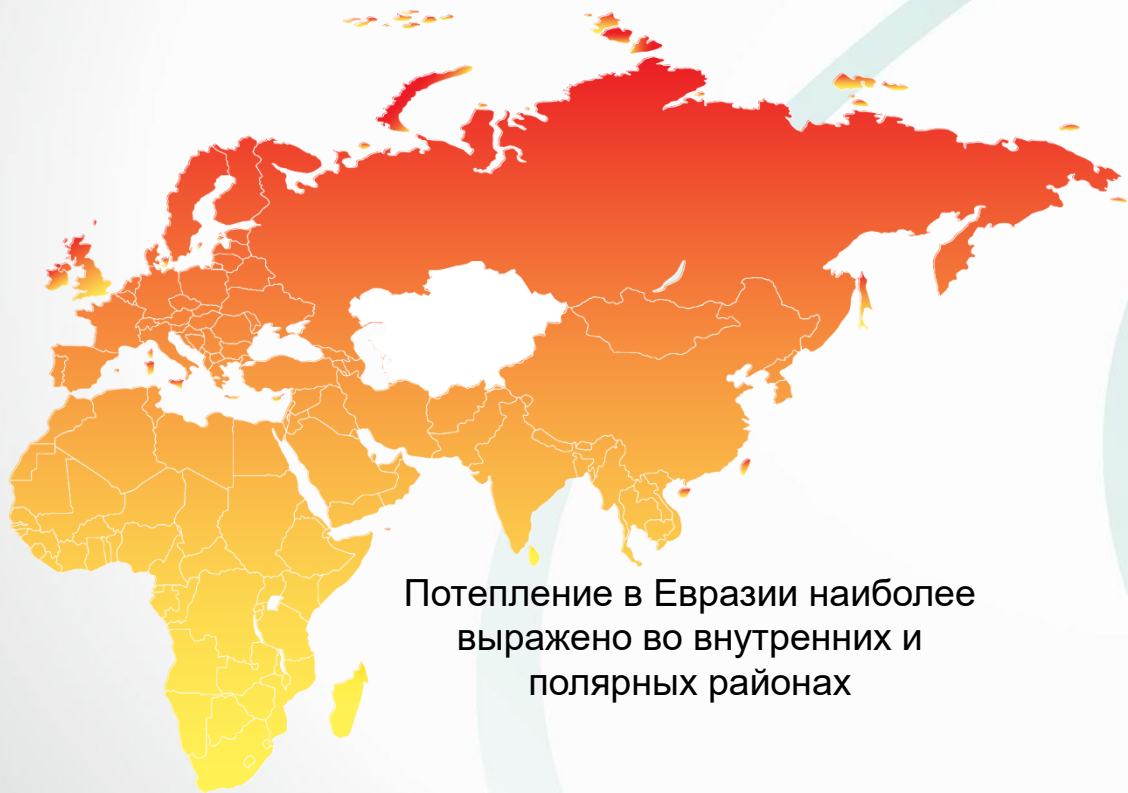 Потепление в Евразии наиболее
выражено во внутренних и
полярных районах